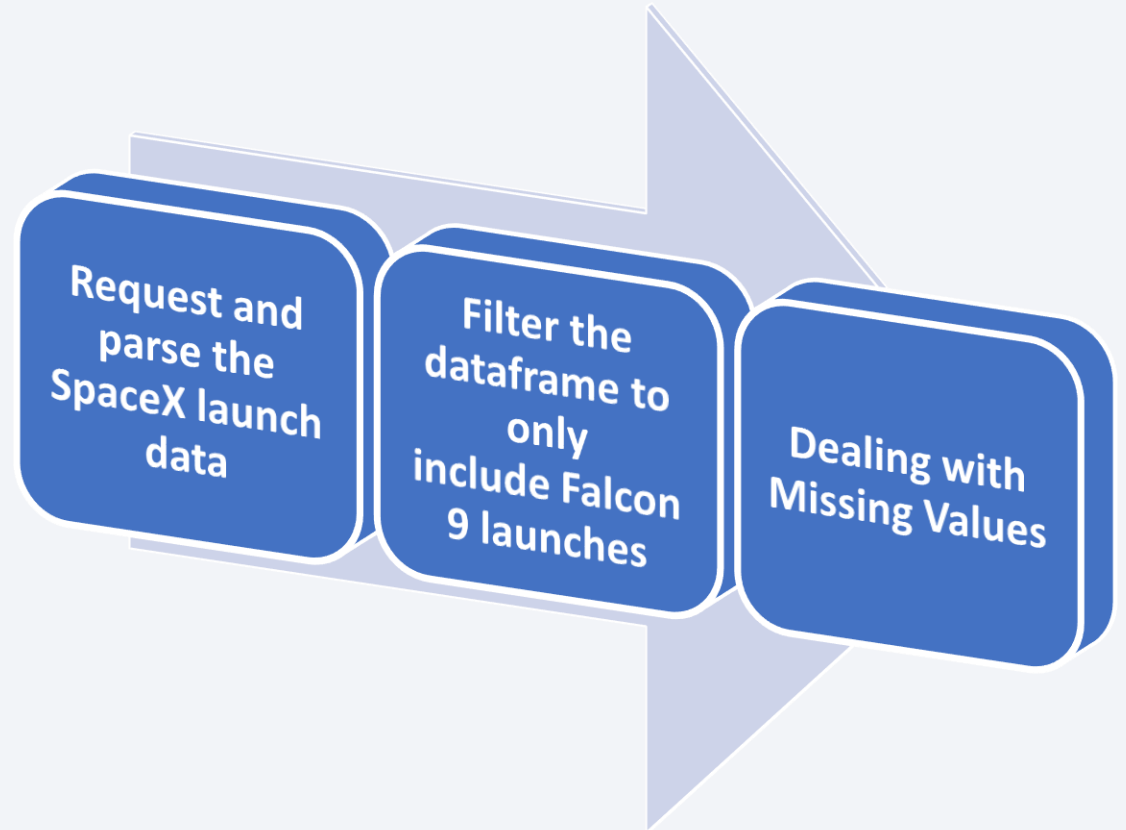 Request and
parse the
SpaceX launch
data
Filter the
dataframe to
only
include Falcon
9 launches
Dealing with
Missing Values